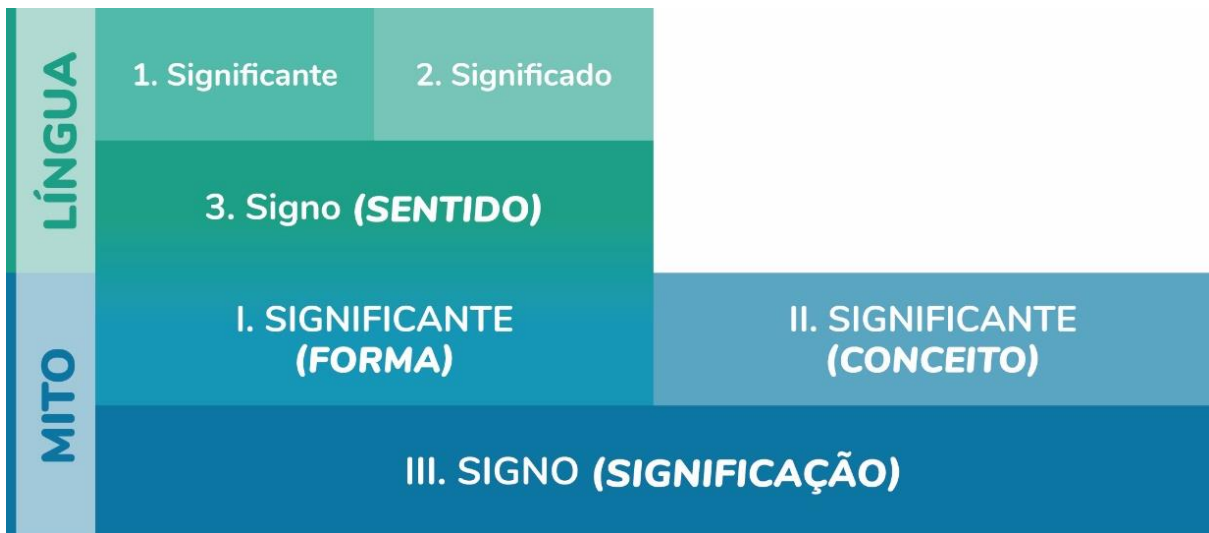 LÍNGUA
1. Significante
2. Significado
3. Signo (SENTIDO)
MITO
I. SIGNIFICANTE
(FORMA)
II. SIGNIFICANTE
(CONCEITO)
III. SIGNO (SIGNIFICAÇÃO)